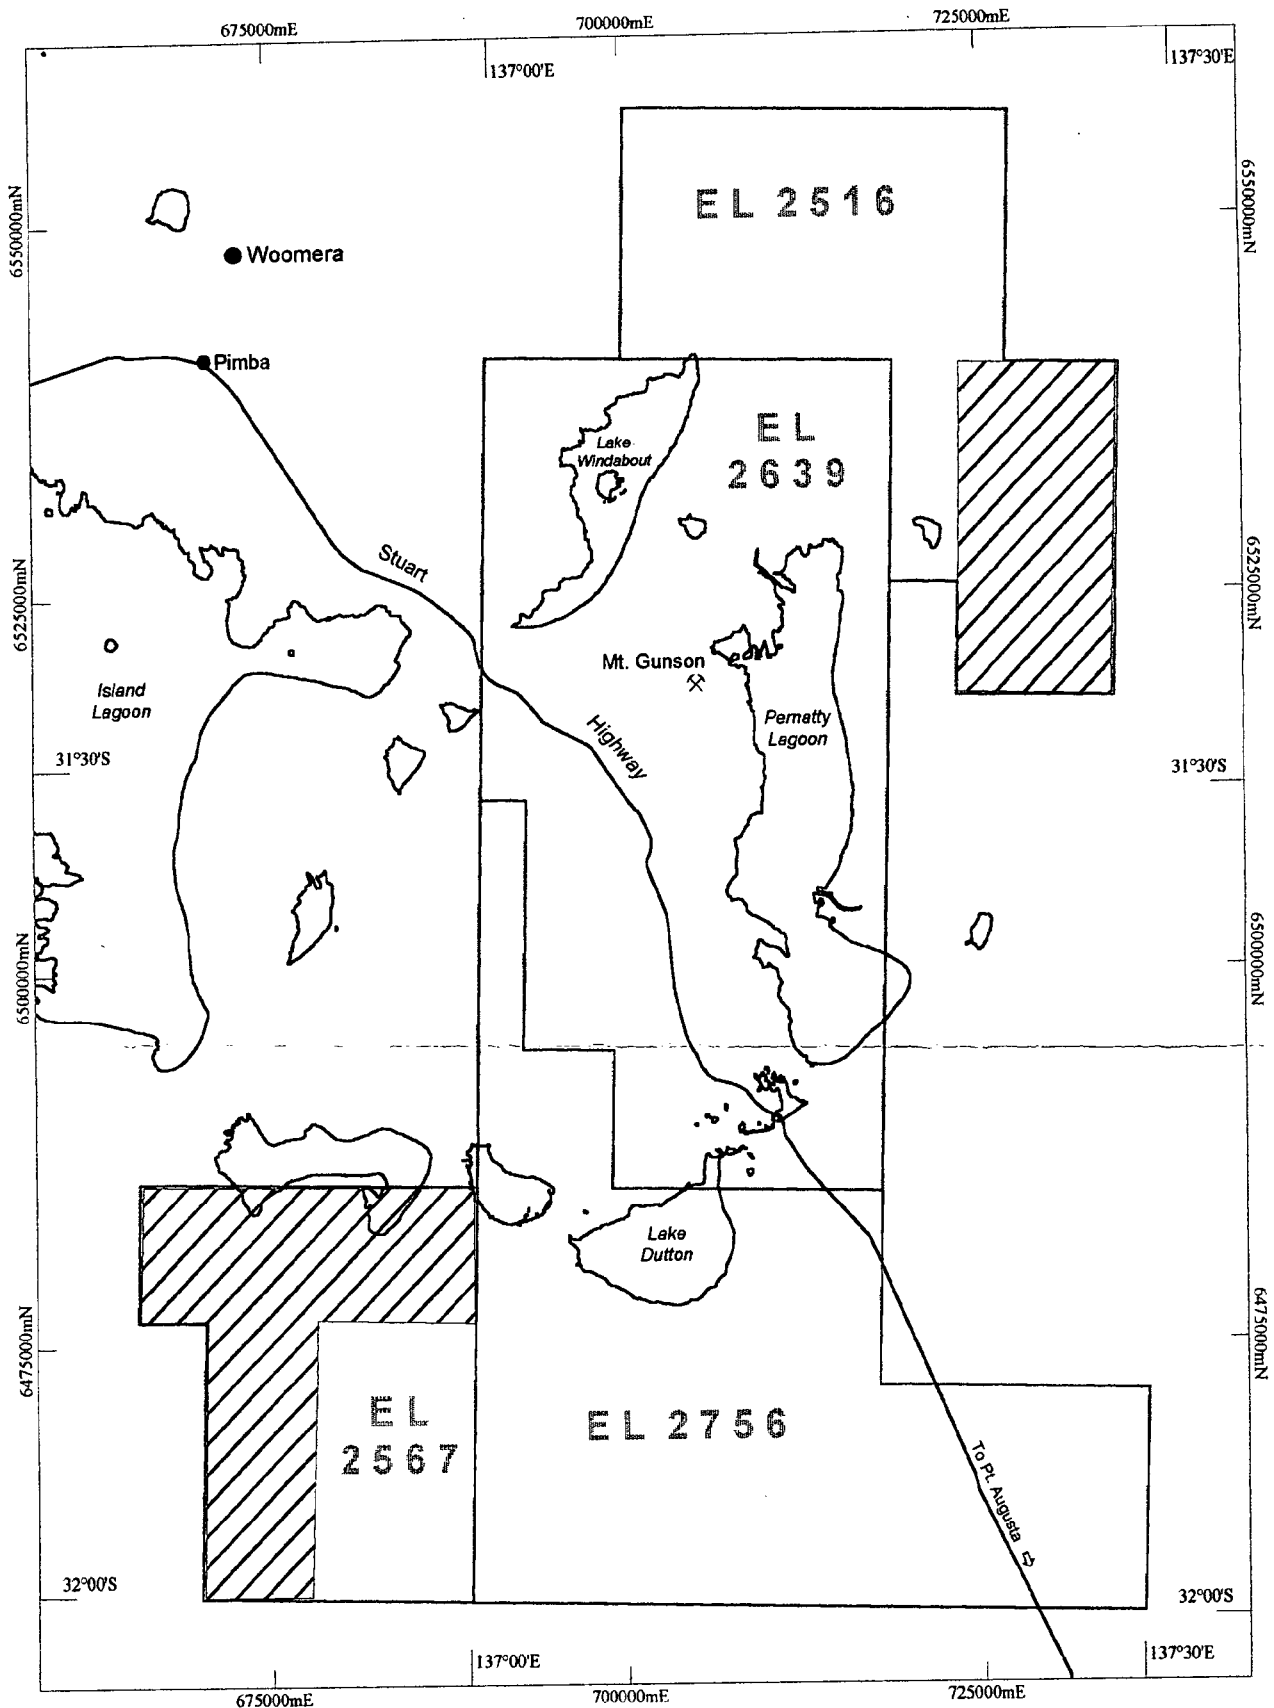 675000mE
700000mE
725000mE
137°00'E
137°30'E
EL 2516
6550000mN
6550000mN
Woomera
Pimba
EL
2639
Lake
Windabout
Stuart
6525000mN
6525000mN
Mt. Gunson
Island
Lagoon
Pernatty
Lagoon
Highway
31°30'S
31°30'S
6500000mN
6500000mN
Lake
Dutton
6475000mN
6475000mN
EL
2567
EL 2756
To Pt. Augusta
32°00'S
32°00'S
137°00'E
137°30'E
675000mE
700000mE
725000mE